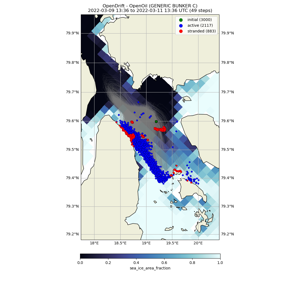 OpenDrift - OpenOil (GENERIC BUNKER C)
2022-03-09 13:36 to 2022-03-11 13:36 UTC (49 steps)
initial (3000)
active (2117)
stranded (883)
79.9°N
79.8°N
79.7°N
79.6°N
79.5°N
79.4°N
79.3°N
79.2°N
79.9°N
79.8°N
79.7°N
79.6°N
79.5°N
79.4°N
79.3°N
79.2°N
18°E 18.5°E 19°E 19.5°E 20°E
0.0 0.2 0.4 0.6 0.8 1.0
sea_ice_area_fraction